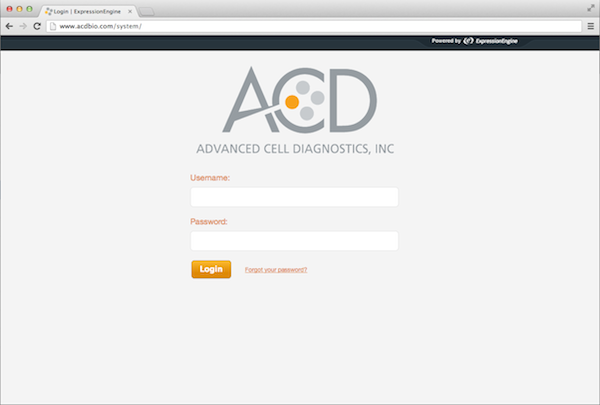 Login | ExpressionEngine
www.acdbio.com/system/
Powered by ExpressionEngine
ACD
ADVANCED CELL DIAGNOSTICS, INC
Username:
Password:
Login
Forgot your password?